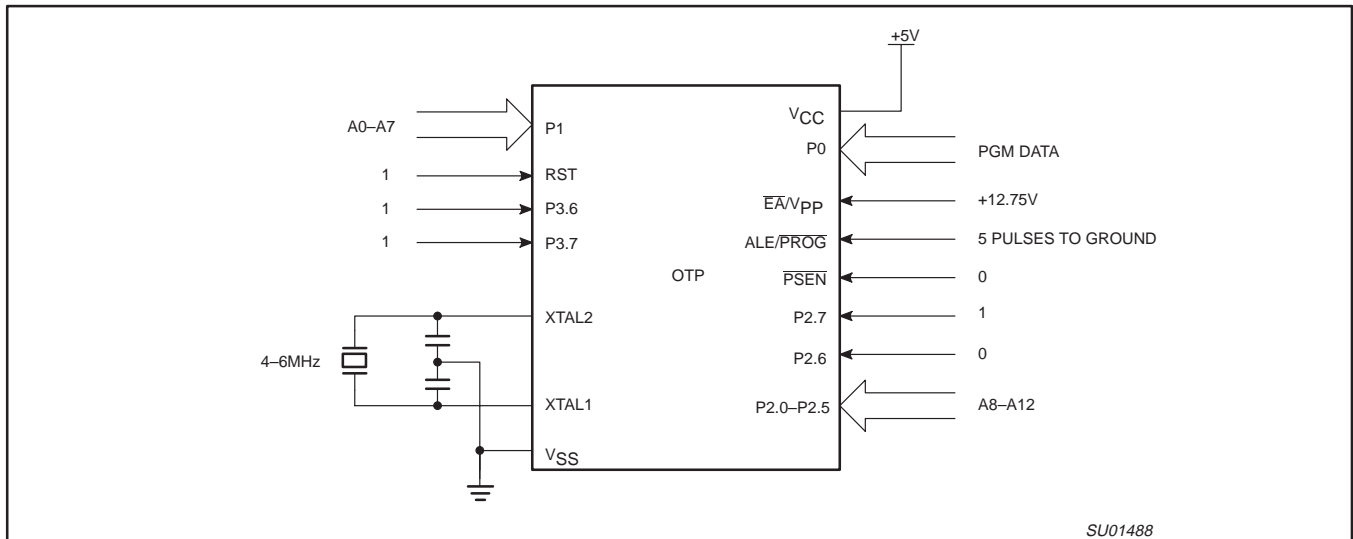 +5V
VCC
A0–A7
P1
P0
PGM DATA
1
RST
EA/VPP
+12.75V
1
P3.6
1
P3.7
ALE/PROG
5 PULSES TO GROUND
OTP
PSEN
0
XTAL2
P2.7
1
4–6MHz
P2.6
0
XTAL1
P2.0–P2.5
A8–A12
VSS
SU01488